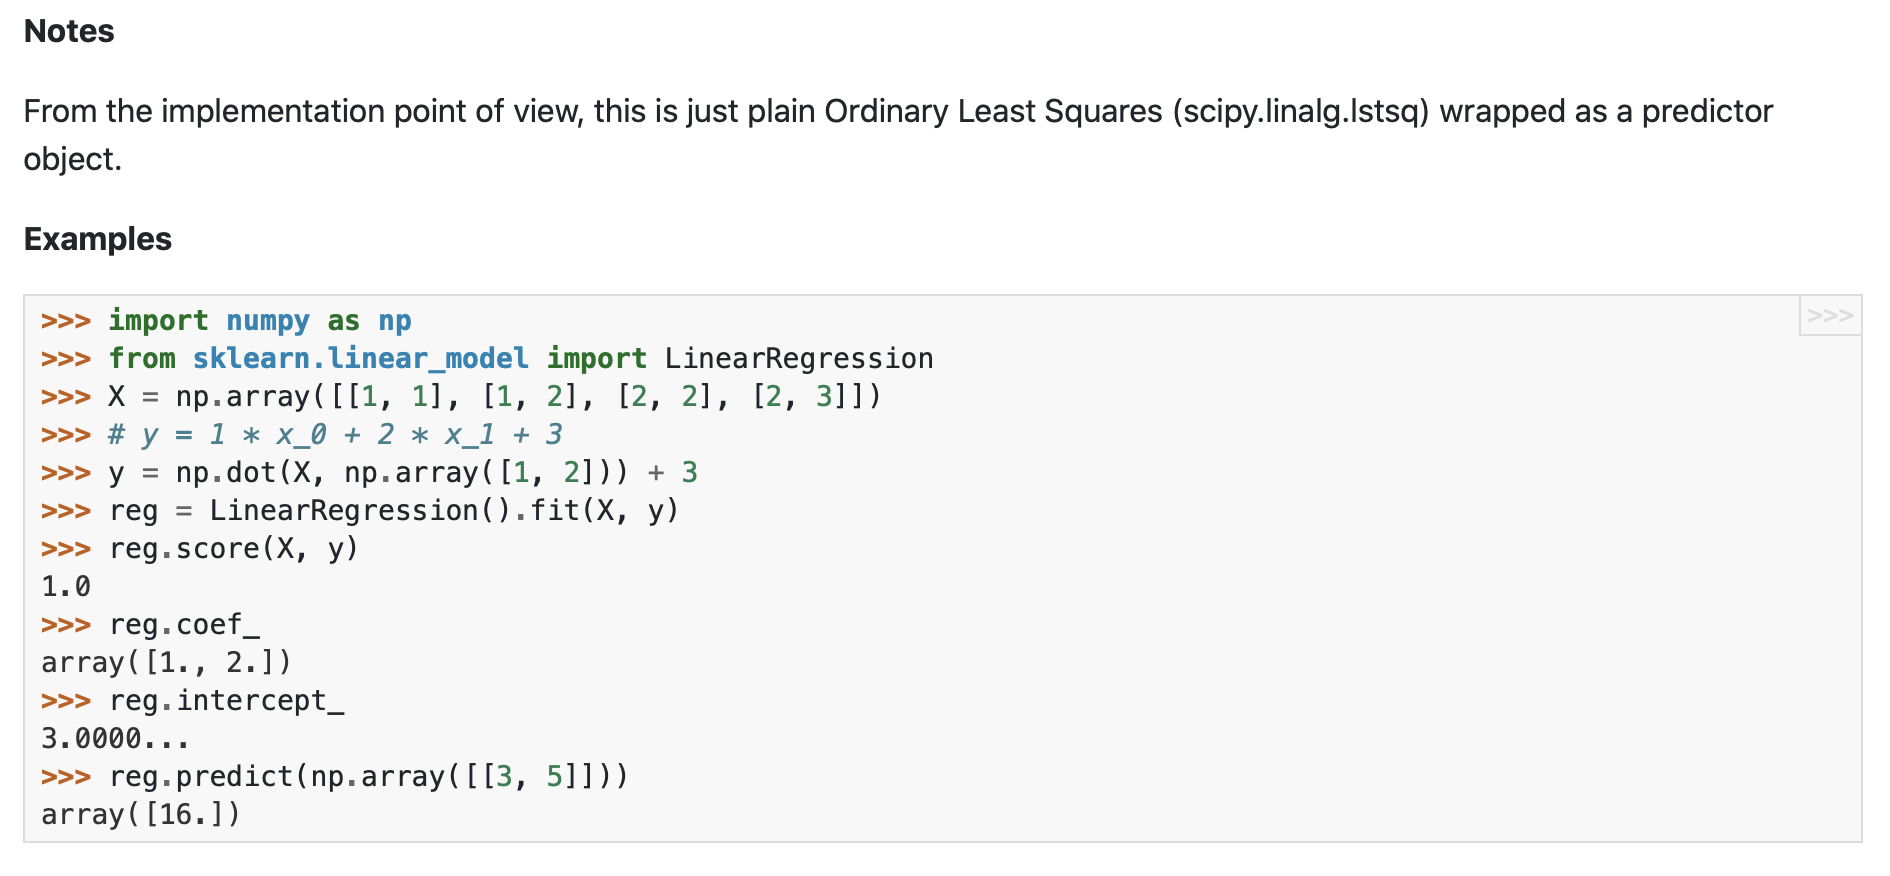 Notes
From the implementation point of view, this is just plain Ordinary Least Squares (scipy.linalg.lstsq) wrapped as a predictor
object.
Examples
>>>
>>> import numpy as np
>>> from sklearn.linear_model import LinearRegression
>>> X = np.array([[1, 1], [1, 2], [2, 2], [2, 3]])
>>> # y = 1 * x_0 + 2 * x_1 + 3
>>> y = np.dot(X, np.array([1, 2])) + 3
>>> reg = LinearRegression().fit(X, y)
>>> reg.score(X, y)
1.0
>>> reg.coef_
array([1., 2.])
>>> reg.intercept_
3.0000...
>>> reg.predict(np.array([[3, 5]]))
array([16.])